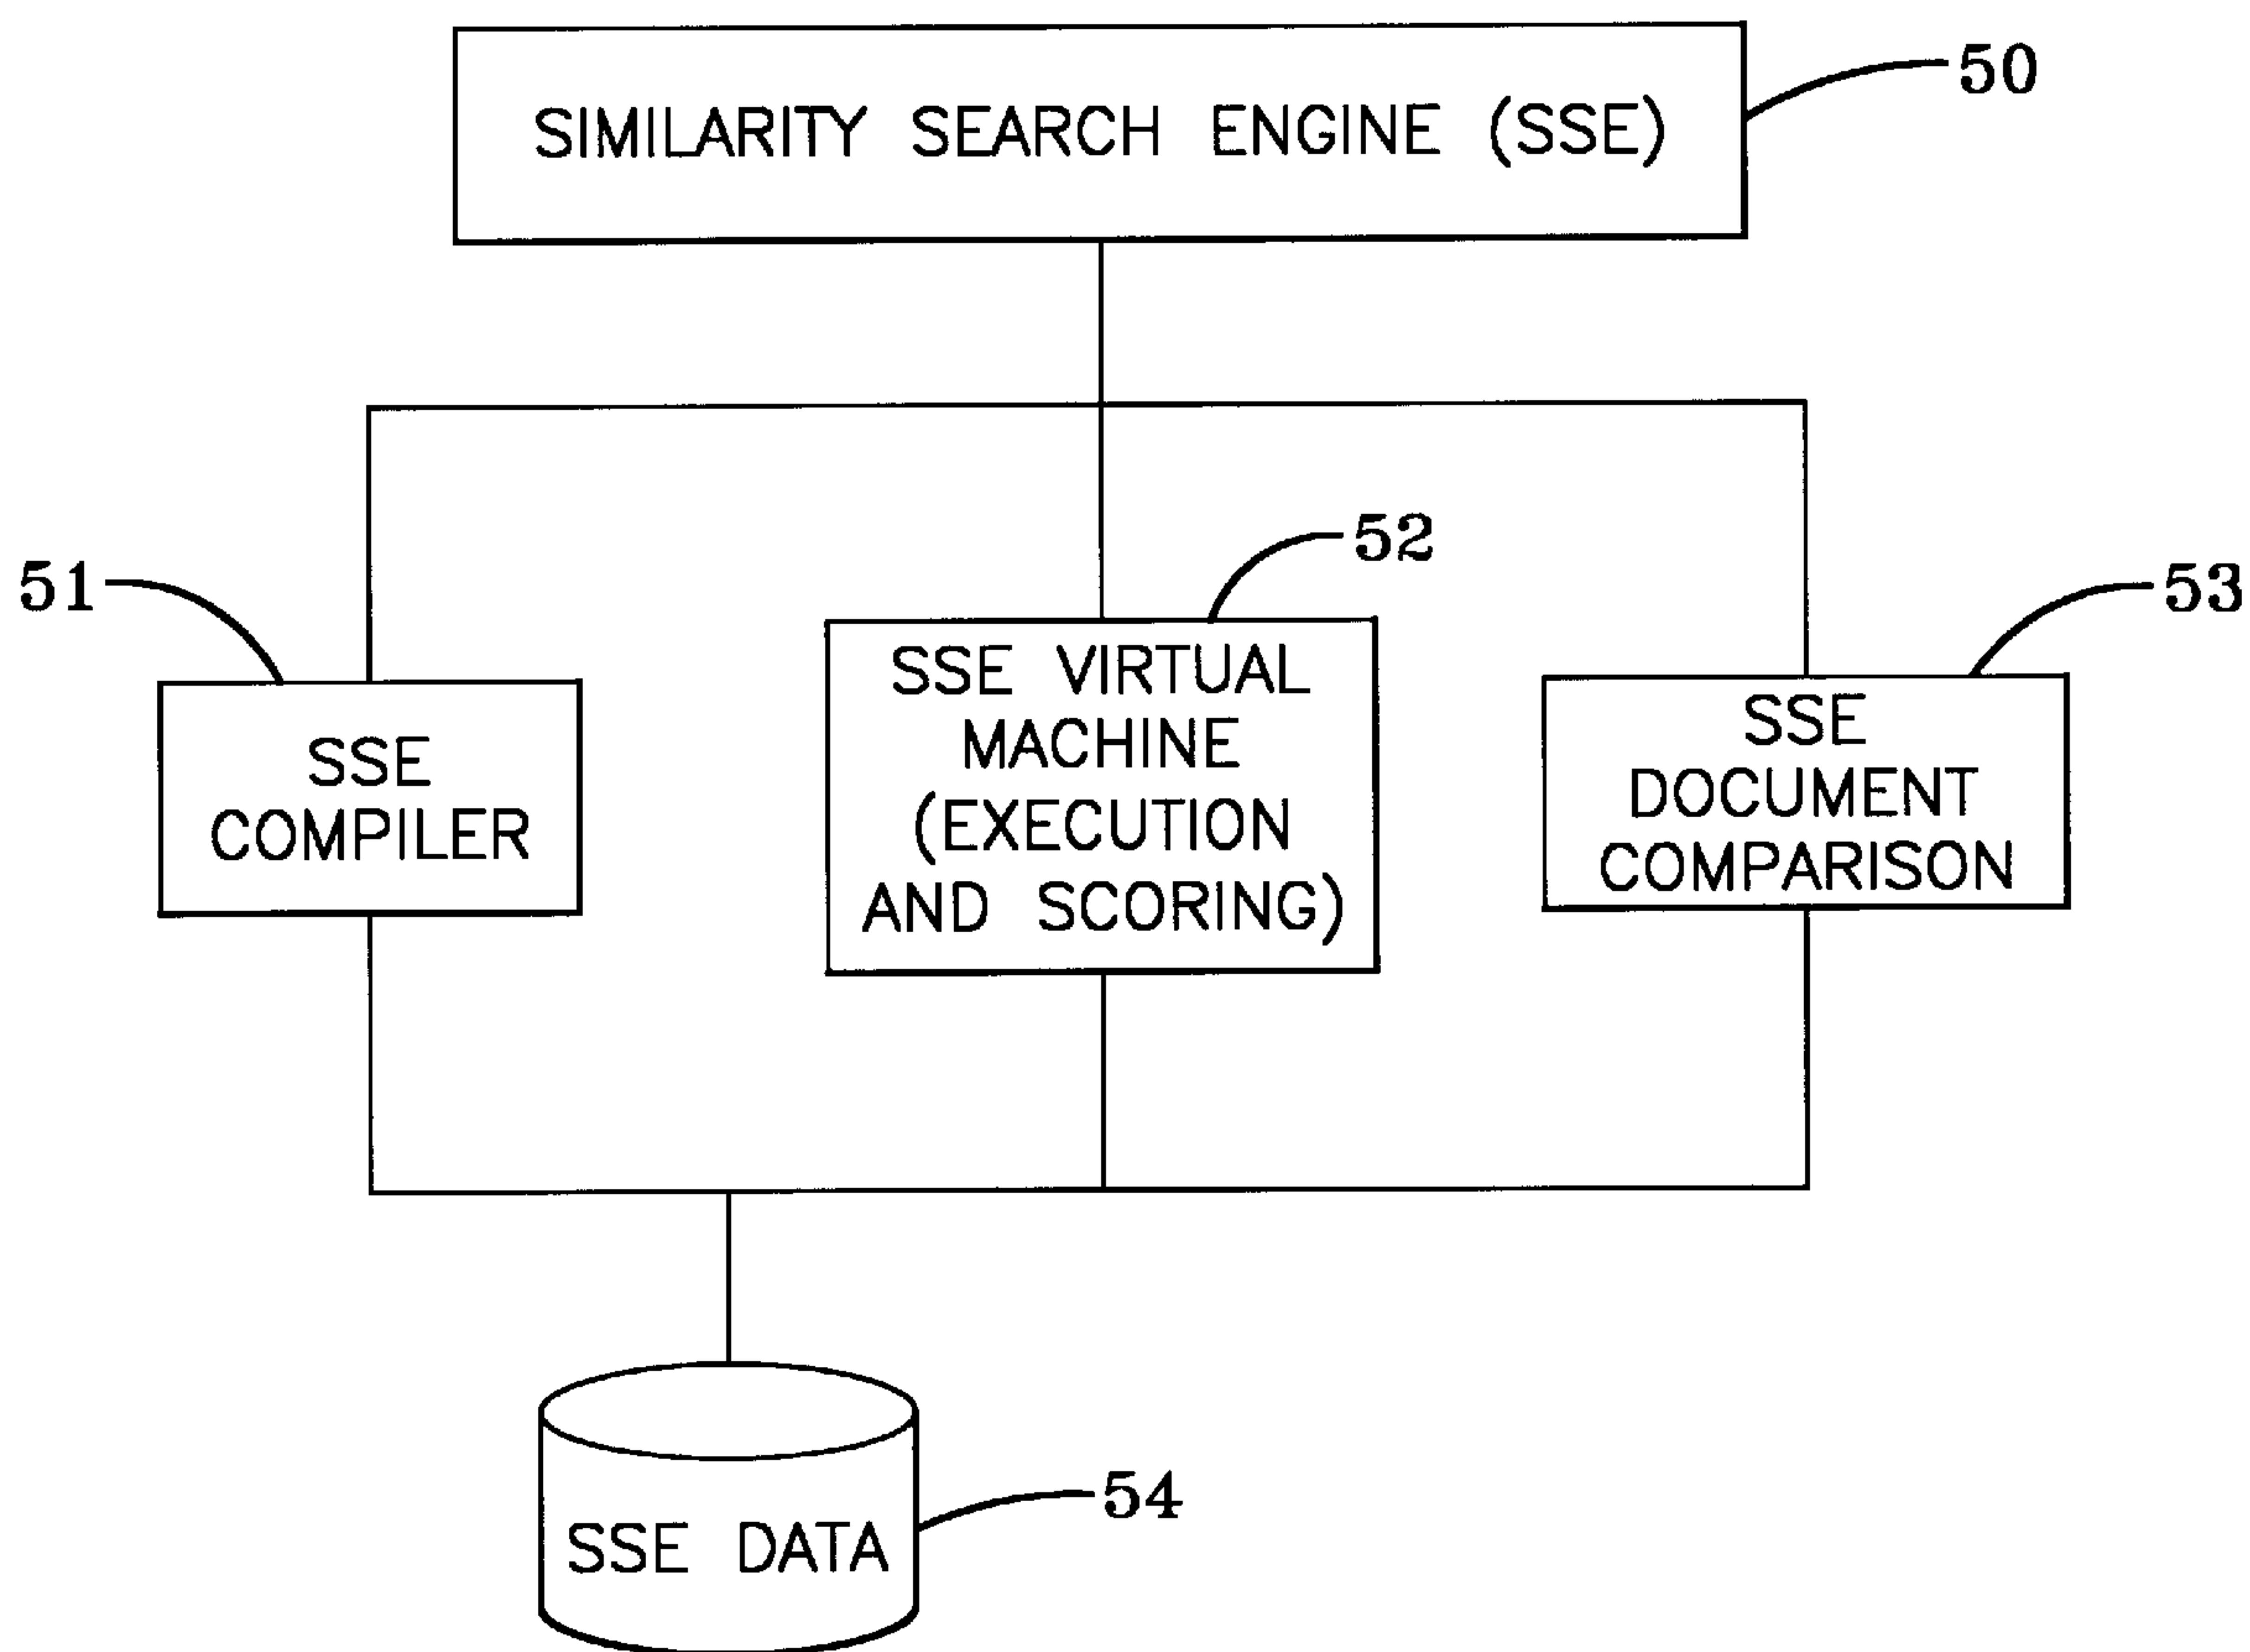 SIMILARITY SEARCH ENGINE (SSE)
50
51
52
53
SSE
COMPILER
SSE VIRTUAL
MACHINE
(EXECUTION
AND SCORING)
SSE
DOCUMENT
COMPARISON
SSE DATA
54